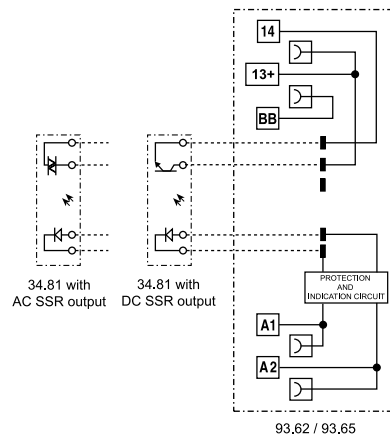 14
13+
BB
34.81 with
AC SSR output
34.81 with
DC SSR output
PROTECTION
AND
INDICATION CIRCUIT
A1
A2
93.62 / 93.65